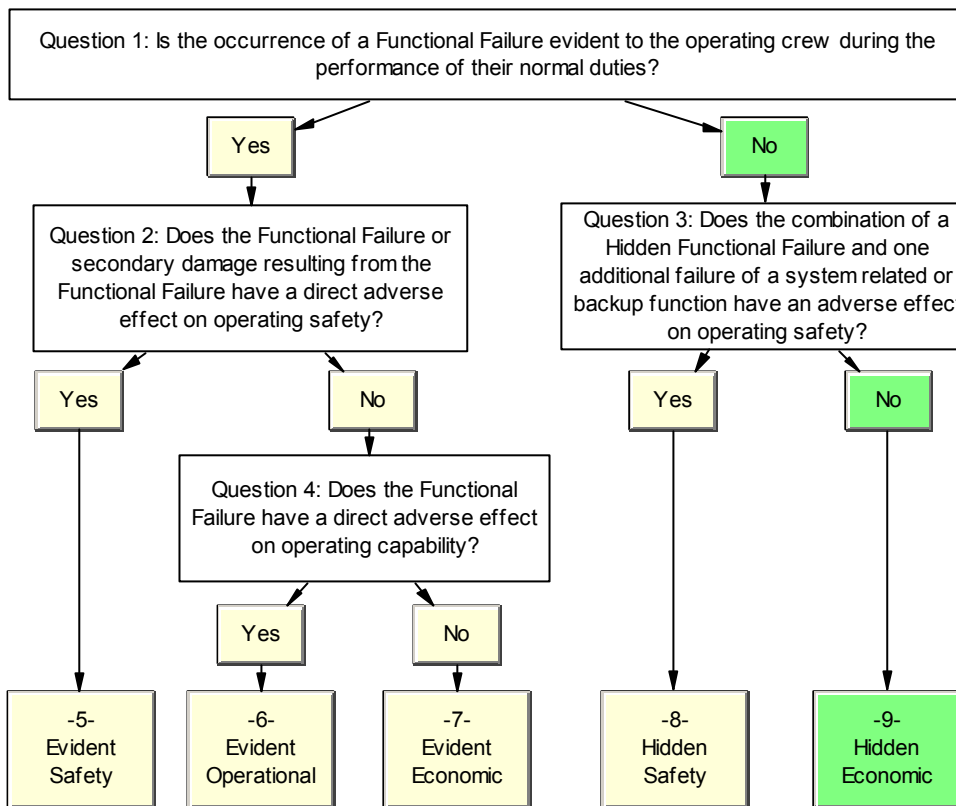 Question 1: Is the occurrence of a Functional Failure evident to the operating crew during the
performance of their normal duties?
Yes
No
Question 2: Does the Functional Failure or
secondary damage resulting from the
Functional Failure have a direct adverse
effect on operating safety?
Question 3: Does the combination of a
Hidden Functional Failure and one
additional failure of a system related or
backup function have an adverse effect
on operating safety?
Yes
No
Yes
No
Question 4: Does the Functional
Failure have a direct adverse effect
on operating capability?
Yes
No
-5-
Evident
Safety
-6-
Evident
Operational
-7-
Evident
Economic
-8-
Hidden
Safety
-9-
Hidden
Economic